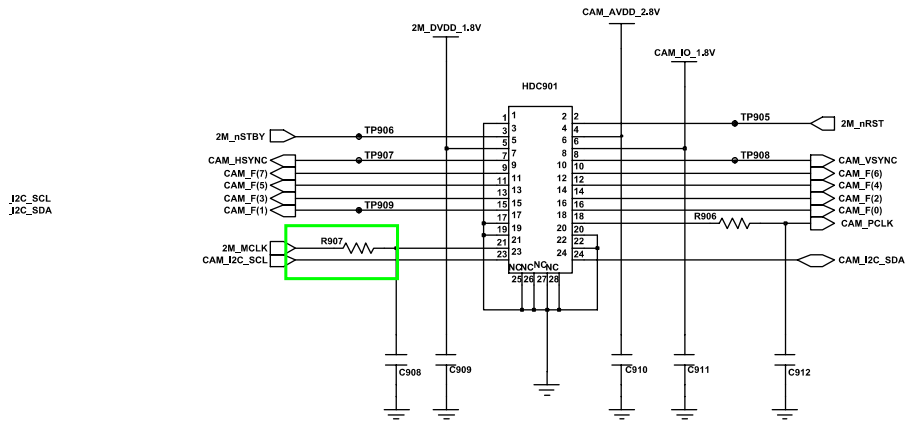 CAM_AVDD_2.8V
2M_DVDD_1.8V
CAM_IO_1.8V
HDC901
1 1 2 2
TP905
2M_nRST
2M_nSTBY
TP906
3 3 4 4
5 5 6 6
CAM_HSYNC
TP907
7 7 8 8
TP908
CAM_VSYNC
CAM_F(7)
9 9 10 10
CAM_F(6)
CAM_F(5)
11 11 12 12
CAM_F(4)
_I2C_SCL
CAM_F(3)
13 13 14 14
CAM_F(2)
_I2C_SDA
CAM_F(1)
TP909
15 15 16 16
CAM_F(0)
17 17 18 18
R906
CAM_PCLK
19 19 20 20
2M_MCLK
R907
21 21 22 22
CAM_I2C_SCL
23 23 24 24
CAM_I2C_SDA
NC NC NC NC
25 26 27 28
C908
C909
C910
C911
C912